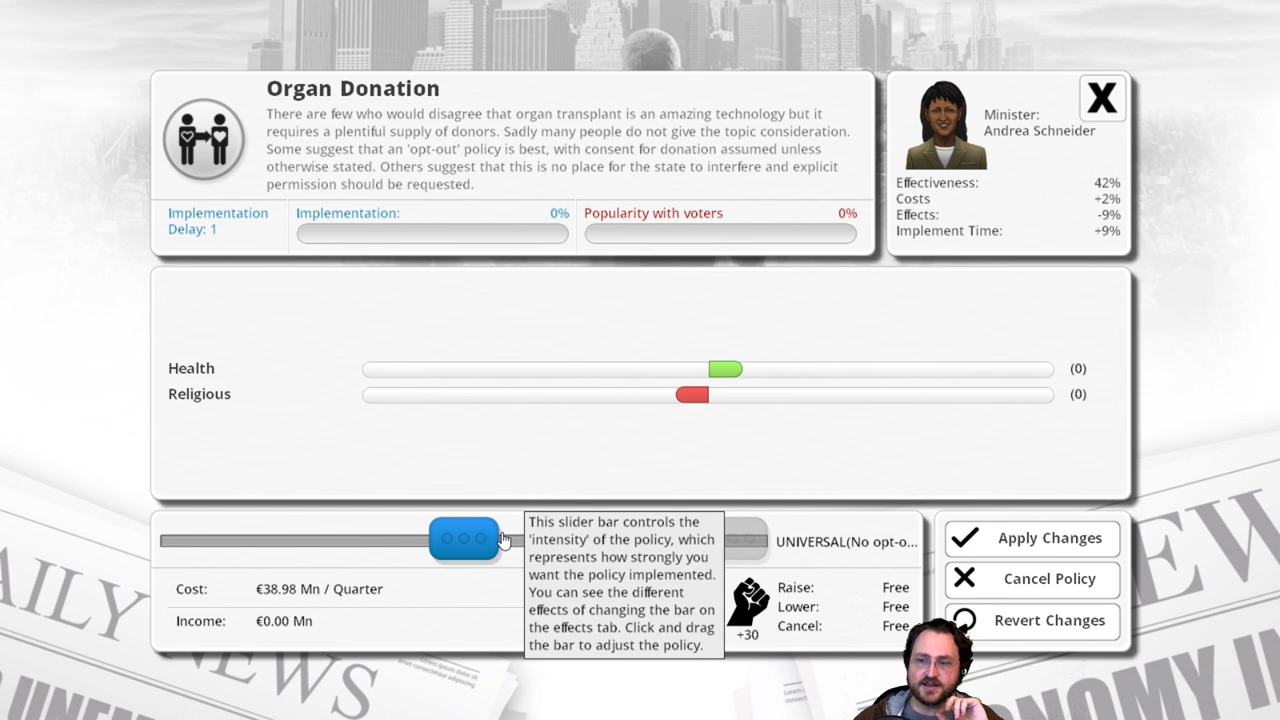 Organ Donation
There are few who would disagree that organ transplant is an amazing technology but it
requires a plentiful supply of donors. Sadly many people do not give the topic consideration.
Some suggest that an 'opt-out' policy is best, with consent for donation assumed unless
otherwise stated. Others suggest that this is no place for the state to interfere and explicit
permission should be requested.
Implementation
Delay: 1
Implementation: 0%
Popularity with voters 0%
X
Minister:
Andrea Schneider
Effectiveness: 42%
Costs +2%
Effects: -9%
Implement Time: +9%
Health (0)
Religious (0)
This slider bar controls the
'intensity' of the policy, which
represents how strongly you
want the policy implemented.
You can see the different
effects of changing the bar on
the effects tab. Click and drag
the bar to adjust the policy.
UNIVERSAL(No opt-o...
Cost: €38.98 Mn / Quarter
Income: €0.00 Mn
+30
Raise: Free
Lower: Free
Cancel: Free
Apply Changes
Cancel Policy
Revert Changes
DAILY NEWS
NEW
ONOMY IN